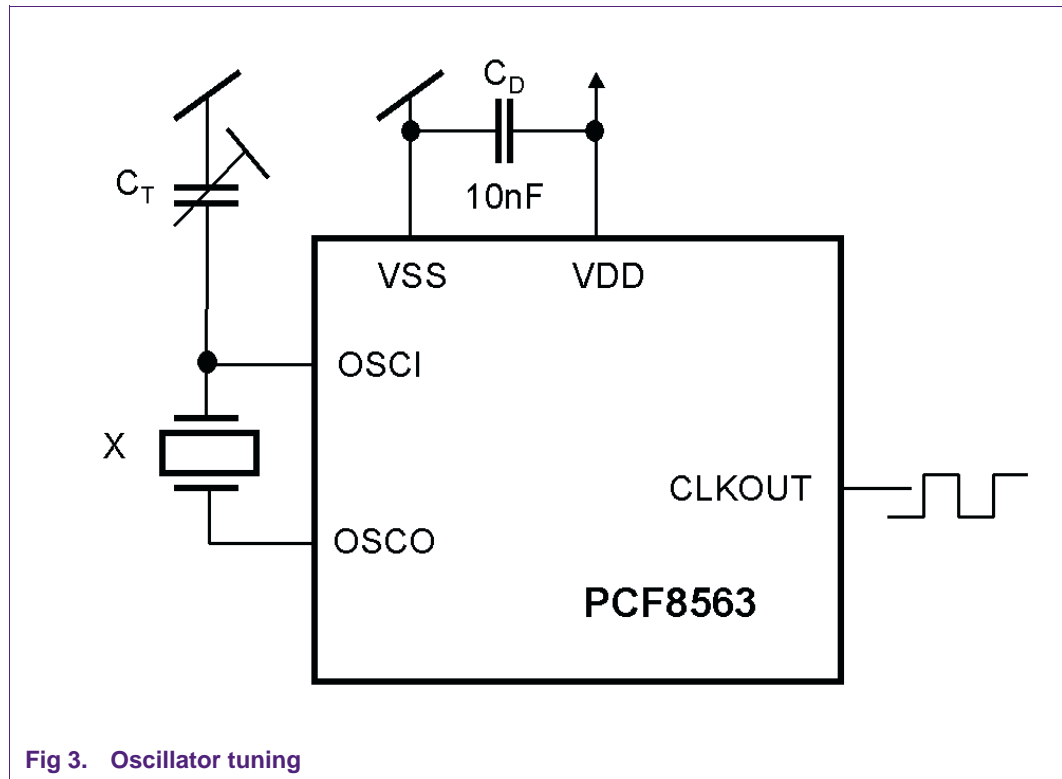 C_D
C_T
10nF
VSS VDD
OSCI
X
CLKOUT
OSCO
PCF8563
Fig 3. Oscillator tuning